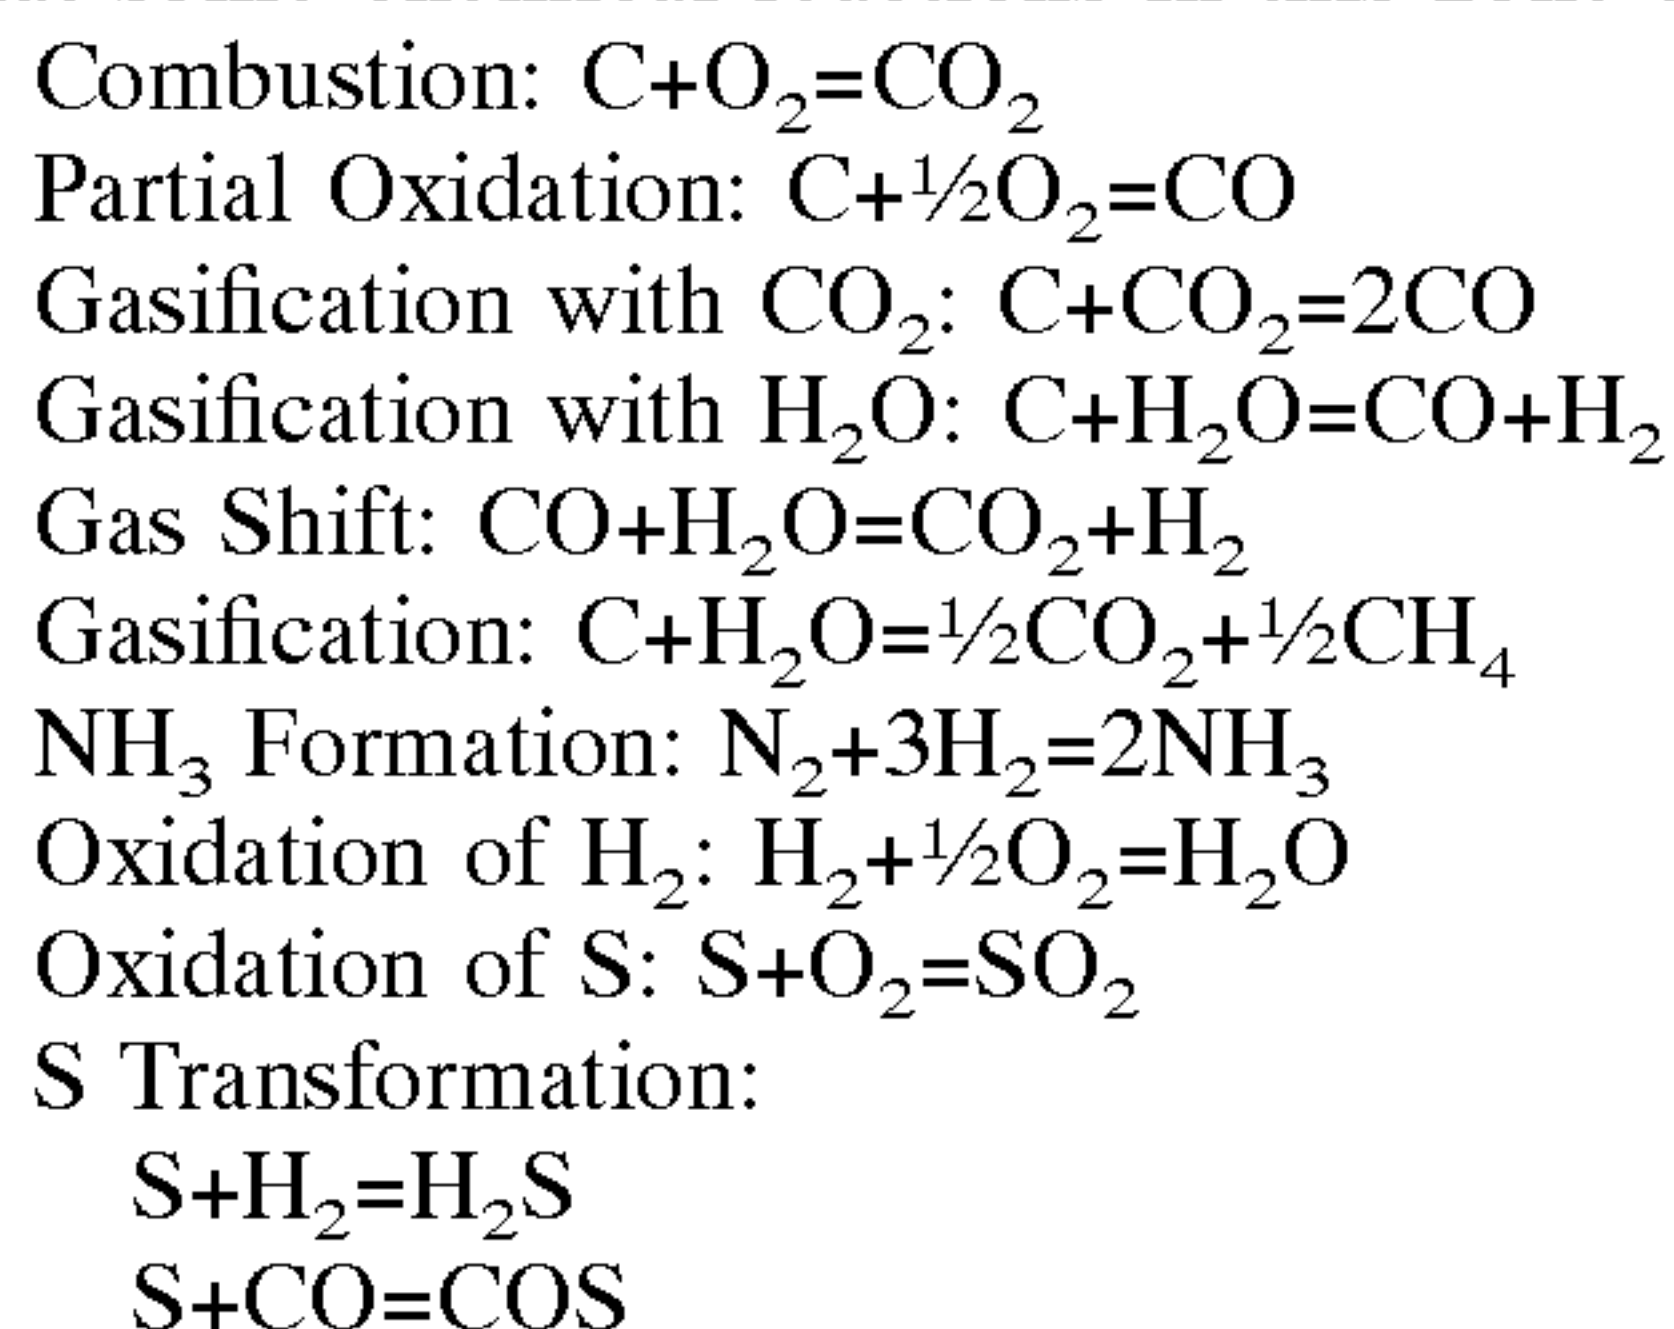 Combustion: C+O₂=CO₂
Partial Oxidation: C+½O₂=CO
Gasification with CO₂: C+CO₂=2CO
Gasification with H₂O: C+H₂O=CO+H₂
Gas Shift: CO+H₂O=CO₂+H₂
Gasification: C+H₂O=½CO₂+½CH₄
NH₃ Formation: N₂+3H₂=2NH₃
Oxidation of H₂: H₂+½O₂=H₂O
Oxidation of S: S+O₂=SO₂
S Transformation:
S+H₂=H₂S
S+CO=COS